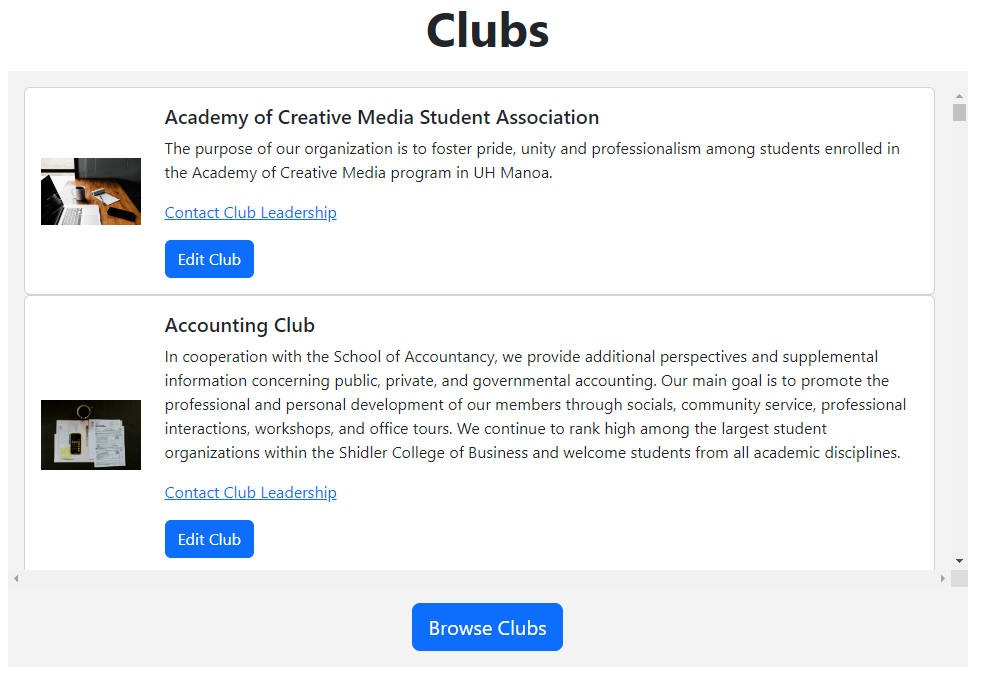 Clubs
Academy of Creative Media Student Association
The purpose of our organization is to foster pride, unity and professionalism among students enrolled in
the Academy of Creative Media program in UH Manoa.
Contact Club Leadership
Edit Club
Accounting Club
In cooperation with the School of Accountancy, we provide additional perspectives and supplemental
information concerning public, private, and governmental accounting. Our main goal is to promote the
professional and personal development of our members through socials, community service, professional
interactions, workshops, and office tours. We continue to rank high among the largest student
organizations within the Shidler College of Business and welcome students from all academic disciplines.
Contact Club Leadership
Edit Club
Browse Clubs